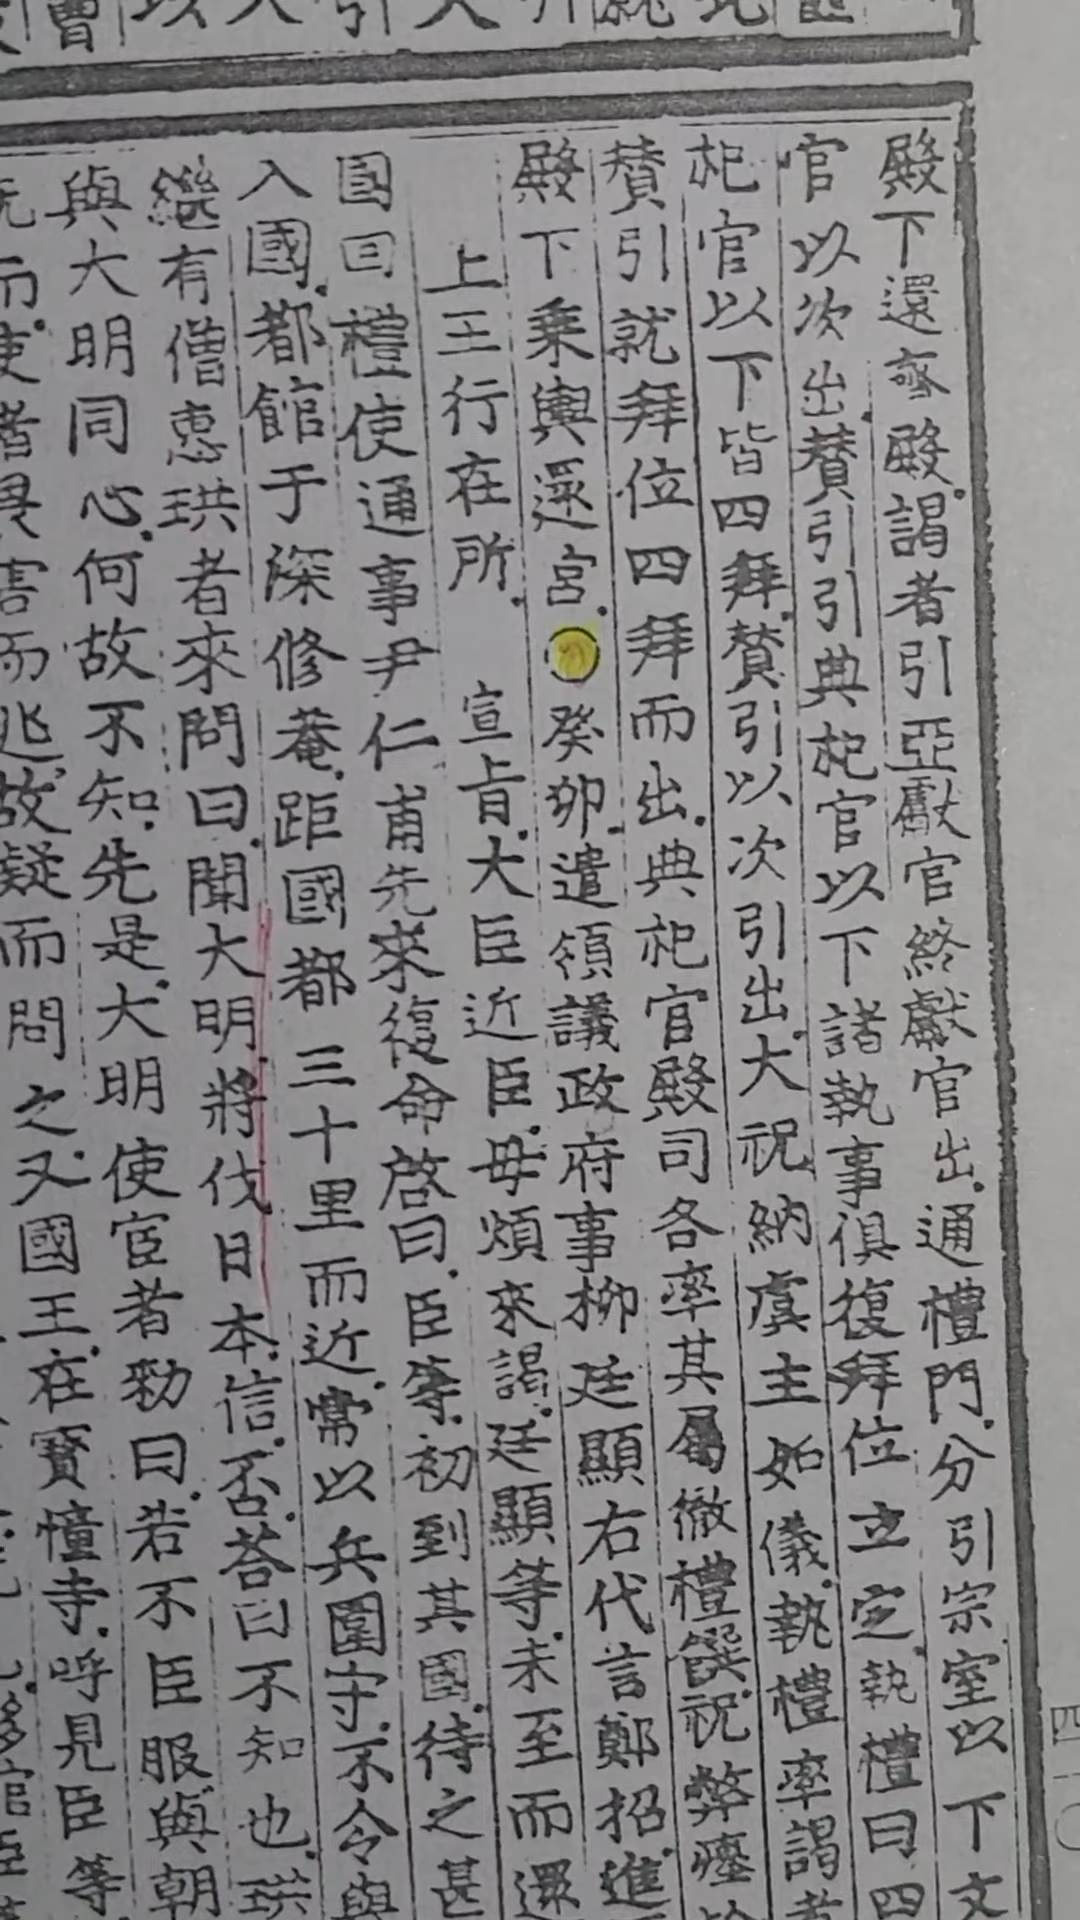 殿下還齋殿。謁者引亞獻官終獻官出。通禮門。分引宗室以下文
官以次出。贊引引典祀官以下諸執事俱復拜位立定。執禮曰四
祀官以下皆四拜。贊引以次引出。大祝納虞主如儀。執禮率謁者
贊引就拜位四拜而出。典祀官殿司各率其屬徹禮饌。祝弊瘞
殿下乘輿還宮。○癸卯。遣領議政府事柳廷顯右代言鄭招。進
上王行在所。 宣旨。大臣近臣。毋煩來謁。廷顯等。未至而還
國回禮使通事尹仁甫先來復命啓曰。臣等。初到其國。待之甚
入國。都館于深修菴。距國都三十里而近。常以兵圍守。不令與
繼有僧惠珙者來問曰。聞大明。將伐日本。信否。答曰不知也。珙
與大明同心。何故不知。先是。大明使宦者勑曰。若不臣服與朝
而使者畏害而逃。故疑而問之。又國王。在寶幢寺。呼見臣等